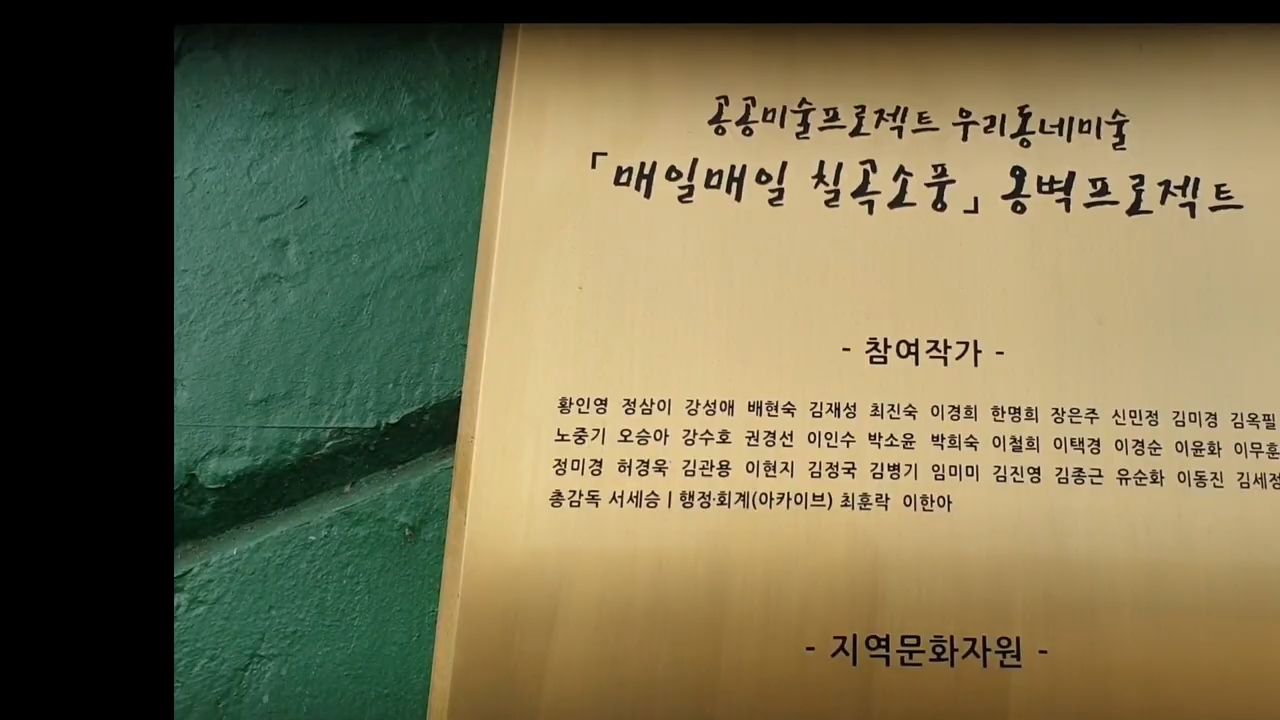 공공미술프로젝트 우리동네미술
「매일매일 칠곡소풍」 옹벽프로젝트
- 참여작가 -
황인영 정삼이 강성애 배현숙 김재성 최진숙 이경희 한명희 장은주 신민정 김미경 김옥필
노중기 오승아 강수호 권경선 이인수 박소윤 박희숙 이철희 이택경 이경순 이윤화 이무훈
정미경 허경욱 김관용 이현지 김정국 김병기 임미미 김진영 김종근 유순화 이동진 김세정
총감독 서세승 | 행정·회계(아카이브) 최훈락 이한아
- 지역문화자원 -